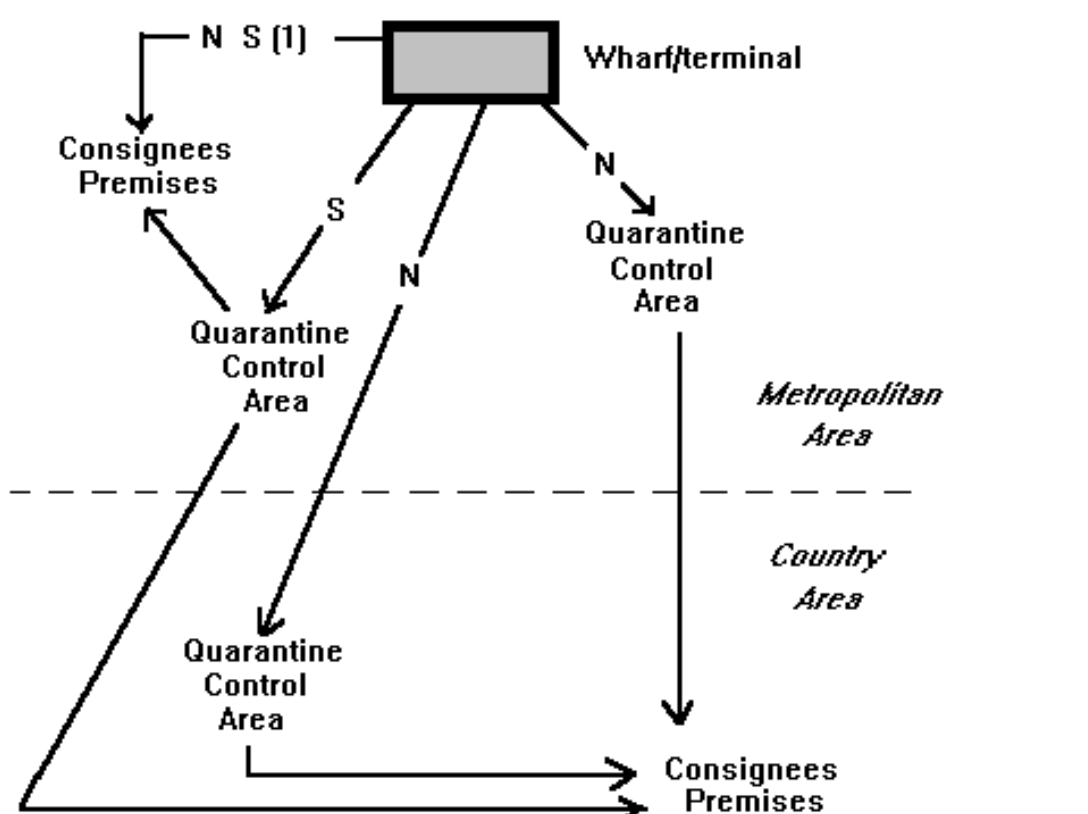 N S (1)
Wharf/terminal
Consignees
Premises
N
S
Quarantine
Control
Area
N
Quarantine
Control
Area
Metropolitan
Area
Country
Area
Quarantine
Control
Area
Consignees
Premises